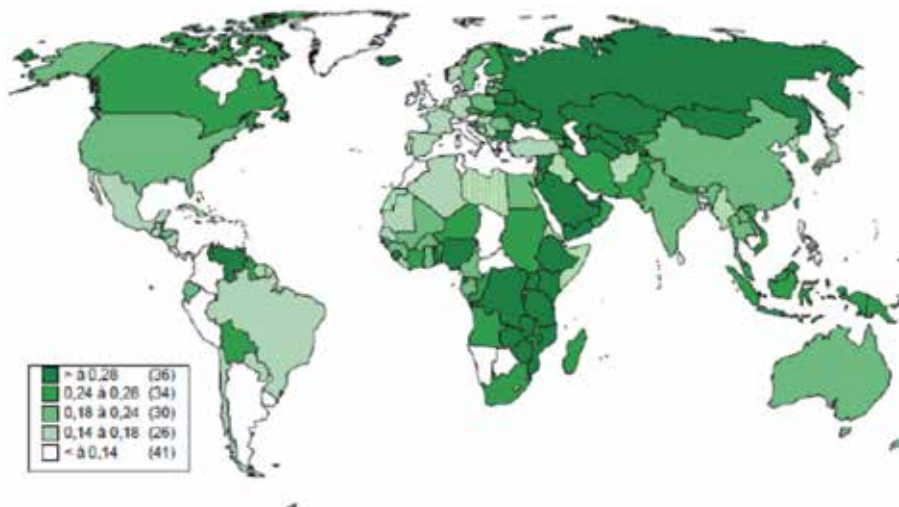 > à 0,28 (36)
0,24 à 0,28 (34)
0,18 à 0,24 (30)
0,14 à 0,18 (26)
< à 0,14 (41)